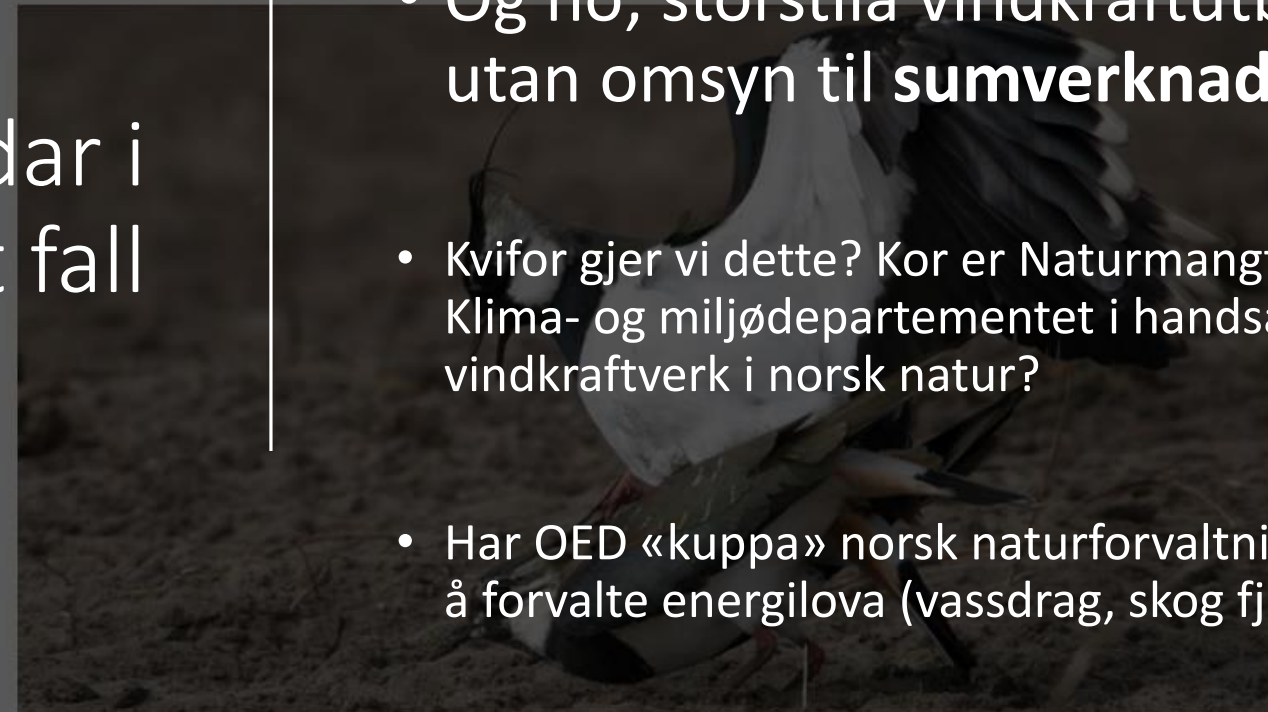 dar i
fall
• Og no, storstila vindkraftutb
utan omsyn til sumverknad
• Kvifor gjer vi dette? Kor er Naturmangf
Klima- og miljødepartementet i handsa
vindkraftverk i norsk natur?
• Har OED «kuppa» norsk naturforvaltni
å forvalte energilova (vassdrag, skog fj